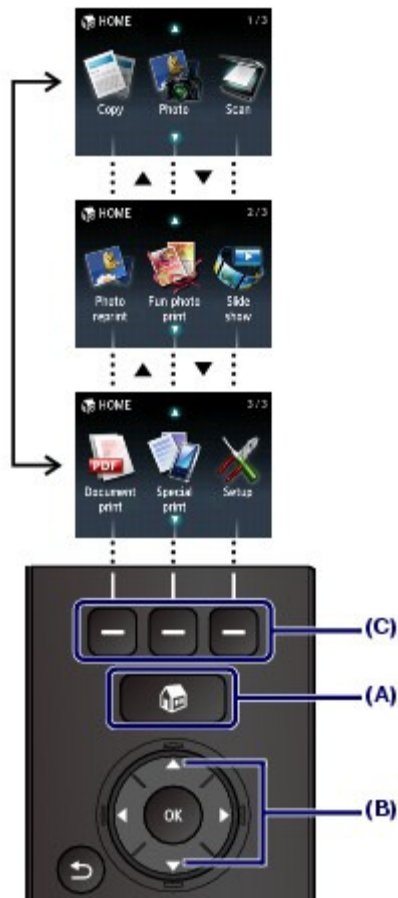 HOME 1/3
Copy Photo Scan
HOME 2/3
Photo reprint Fun photo print Slide show
HOME 3/3
PDF
Document print Special print Setup
(C)
(A)
(B)
OK